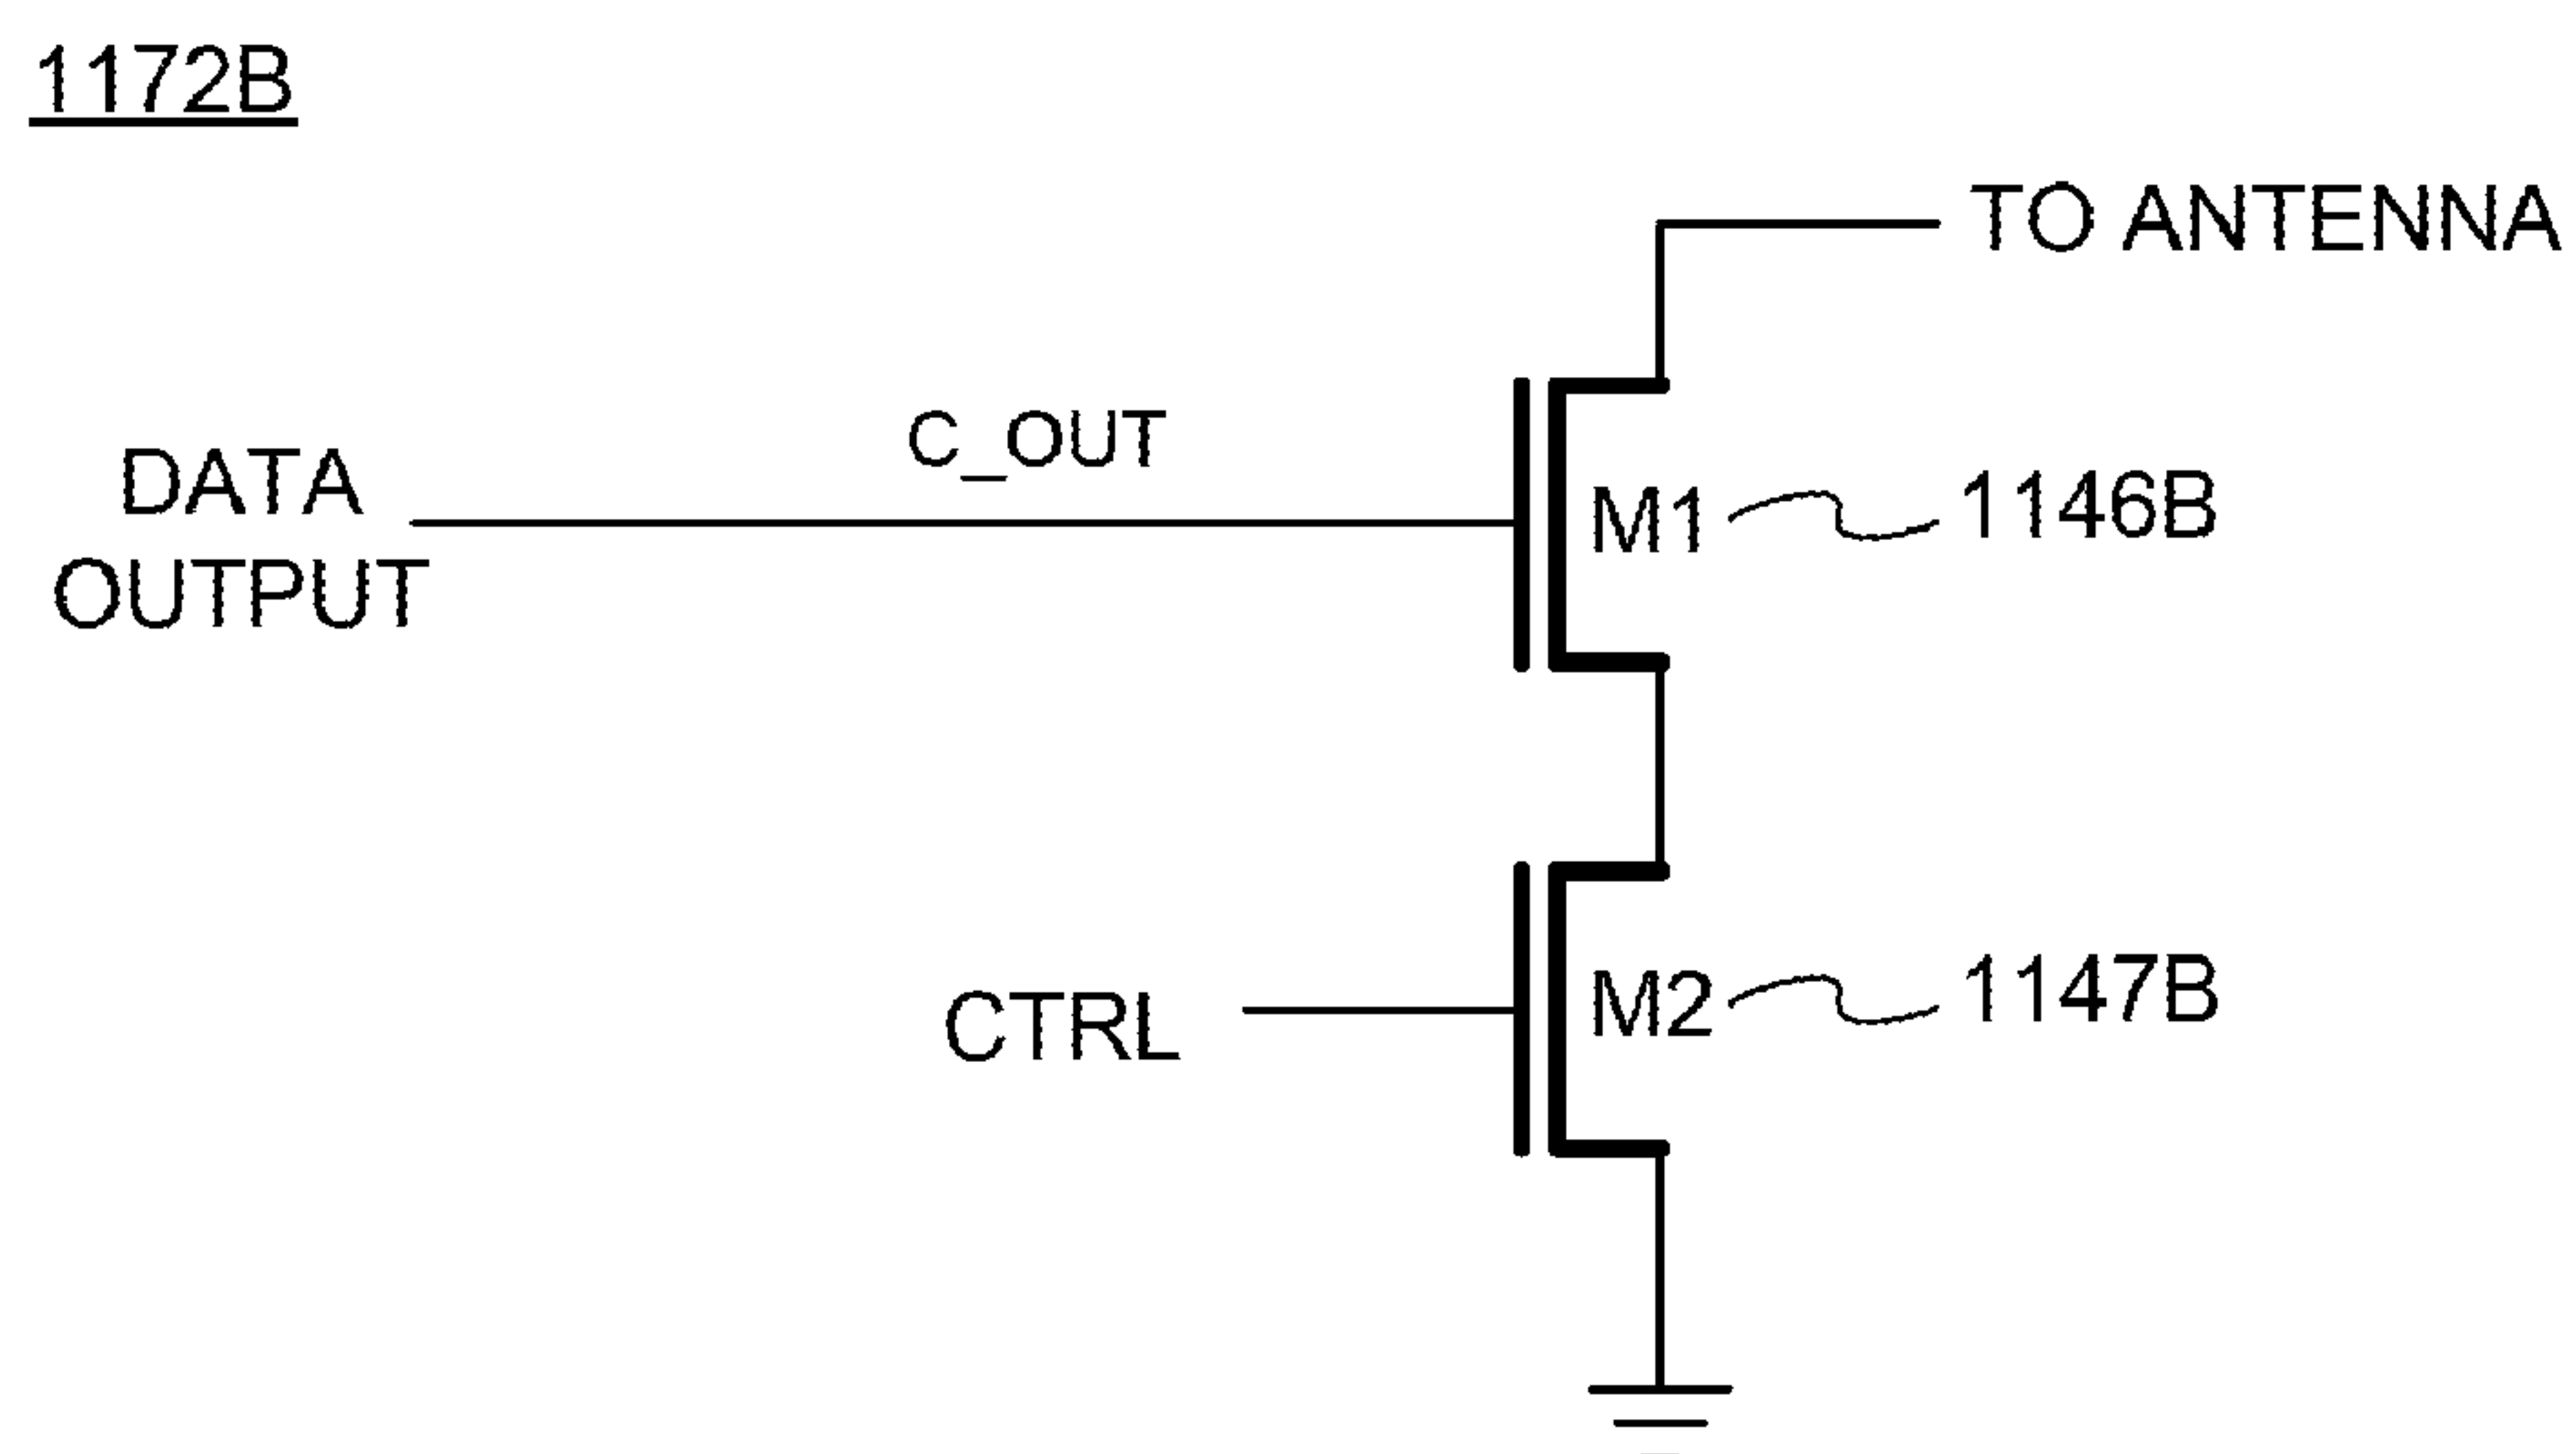 1172B
TO ANTENNA
C_OUT
DATA
OUTPUT
M1
1146B
CTRL
M2
1147B